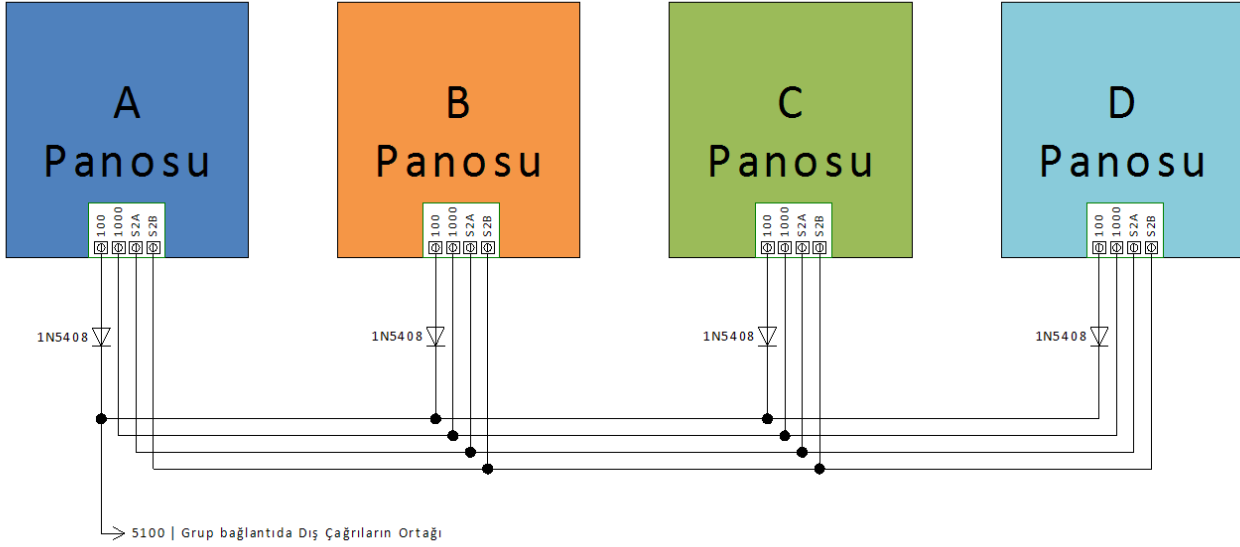 A
Panosu
B
Panosu
C
Panosu
D
Panosu
100
1000
S2A
S2B
100
1000
S2A
S2B
100
1000
S2A
S2B
100
1000
S2A
S2B
1N5408
1N5408
1N5408
1N5408
5100 | Grup bağlantıda Dış Çağrıların Ortağı